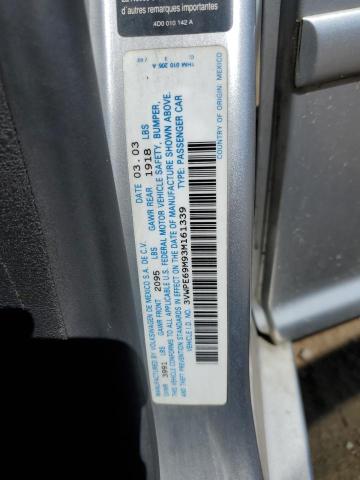 d'autres remarques importantes
4D0 010 142 A
1HM 010 205 A
MANUFACTURED BY VOLKSWAGEN DE MEXICO S.A. DE C.V. DATE 03.03
GVWR 3991 LBS GAWR FRONT 2095 LBS GAWR REAR 1918 LBS
THIS VEHICLE CONFORMS TO ALL APPLICABLE U.S. FEDERAL MOTOR VEHICLE SAFETY, BUMPER,
AND THEFT PREVENTION STANDARDS IN EFFECT ON THE DATE OF MANUFACTURE SHOWN ABOVE.
VEHICLE I.D. NO.: 3VWPE69M93M161339 TYPE: PASSENGER CAR
COUNTRY OF ORIGIN: MEXICO